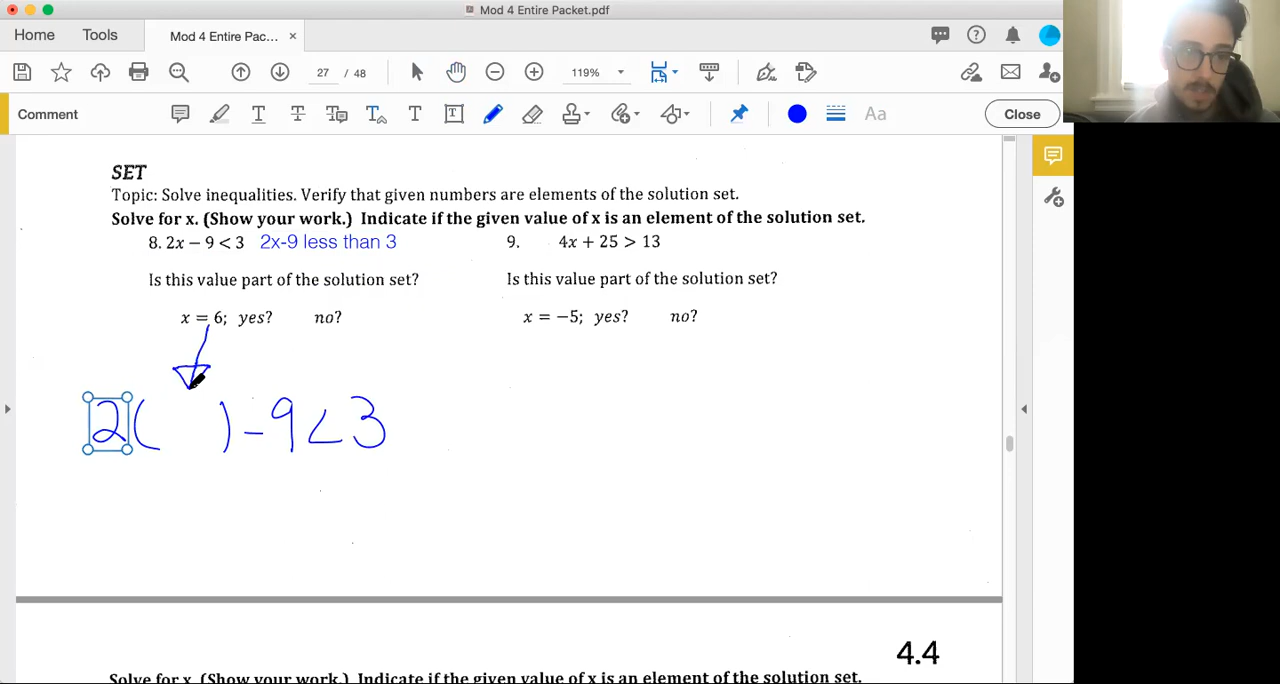 Mod 4 Entire Packet.pdf
Home Tools Mod 4 Entire Pac... ×
27 / 48 119%
Comment T T T T T Aa Close
SET
Topic: Solve inequalities. Verify that given numbers are elements of the solution set.
Solve for x. (Show your work.) Indicate if the given value of x is an element of the solution set.
8. 2x − 9 < 3 2x-9 less than 3
Is this value part of the solution set?
x = 6; yes? no?
2( ) - 9 < 3
9. 4x + 25 > 13
Is this value part of the solution set?
x = −5; yes? no?
4.4
Solve for x. (Show your work.) Indicate if the given value of x is an element of the solution set.